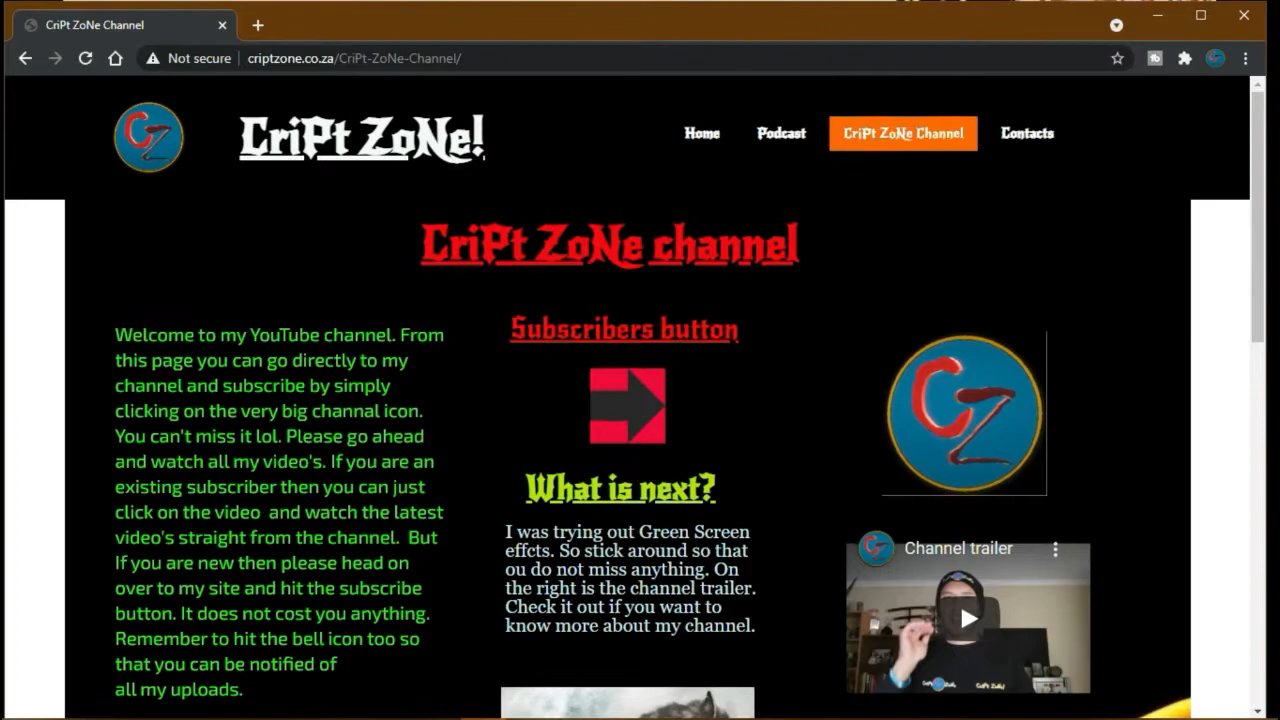 CriPt ZoNe Channel
Not secure
criptzone.co.za/CriPt-ZoNe-Channel/
CZ
CriPt ZoNe!
Home
Podcast
CriPt ZoNe Channel
Contacts
CriPt ZoNe channel
Welcome to my YouTube channel. From
this page you can go directly to my
channel and subscribe by simply
clicking on the very big channal icon.
You can't miss it lol. Please go ahead
and watch all my video's. If you are an
existing subscriber then you can just
click on the video and watch the latest
video's straight from the channel. But
If you are new then please head on
over to my site and hit the subscribe
button. It does not cost you anything.
Remember to hit the bell icon too so
that you can be notified of
all my uploads.
Subscribers button
What is next?
I was trying out Green Screen
effcts. So stick around so that
ou do not miss anything. On
the right is the channel trailer.
Check it out if you want to
know more about my channel.
CZ
Channel trailer